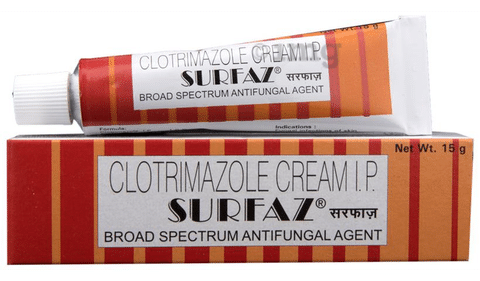 CLOTRIMAZOLE CREAM I.P.
SURFAZ® सरफाज़
BROAD SPECTRUM ANTIFUNGAL AGENT
Formula
Indications :
Net Wt. 15 g
CLOTRIMAZOLE CREAM I.P.
SURFAZ® सरफाज़
BROAD SPECTRUM ANTIFUNGAL AGENT